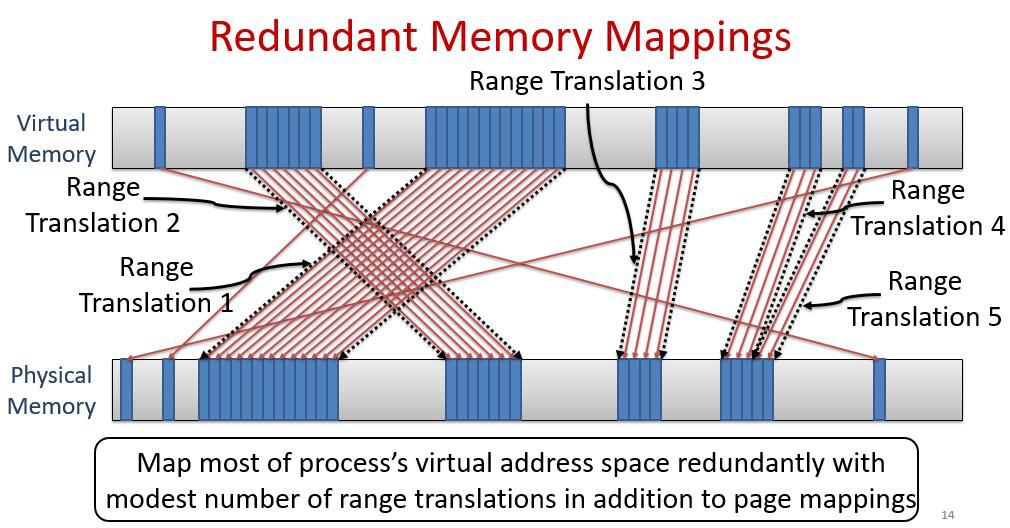 Redundant Memory Mappings
Range Translation 3
Virtual
Memory
Range
Translation 2
Range
Translation 4
Range
Translation 1
Range
Translation 5
Physical
Memory
Map most of process's virtual address space redundantly with
modest number of range translations in addition to page mappings
14